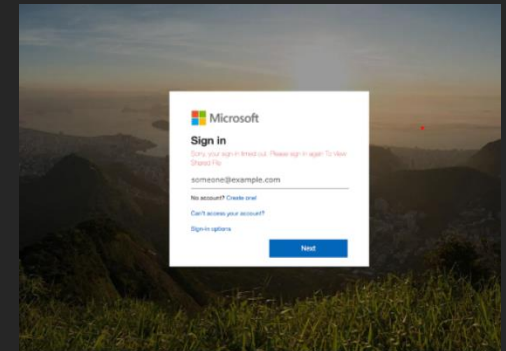 Microsoft
Sign in
Sorry, your sign in timed out. Please sign in again To View
Shared File
someone@example.com
No account? Create one!
Can't access your account?
Sign-in options
Next